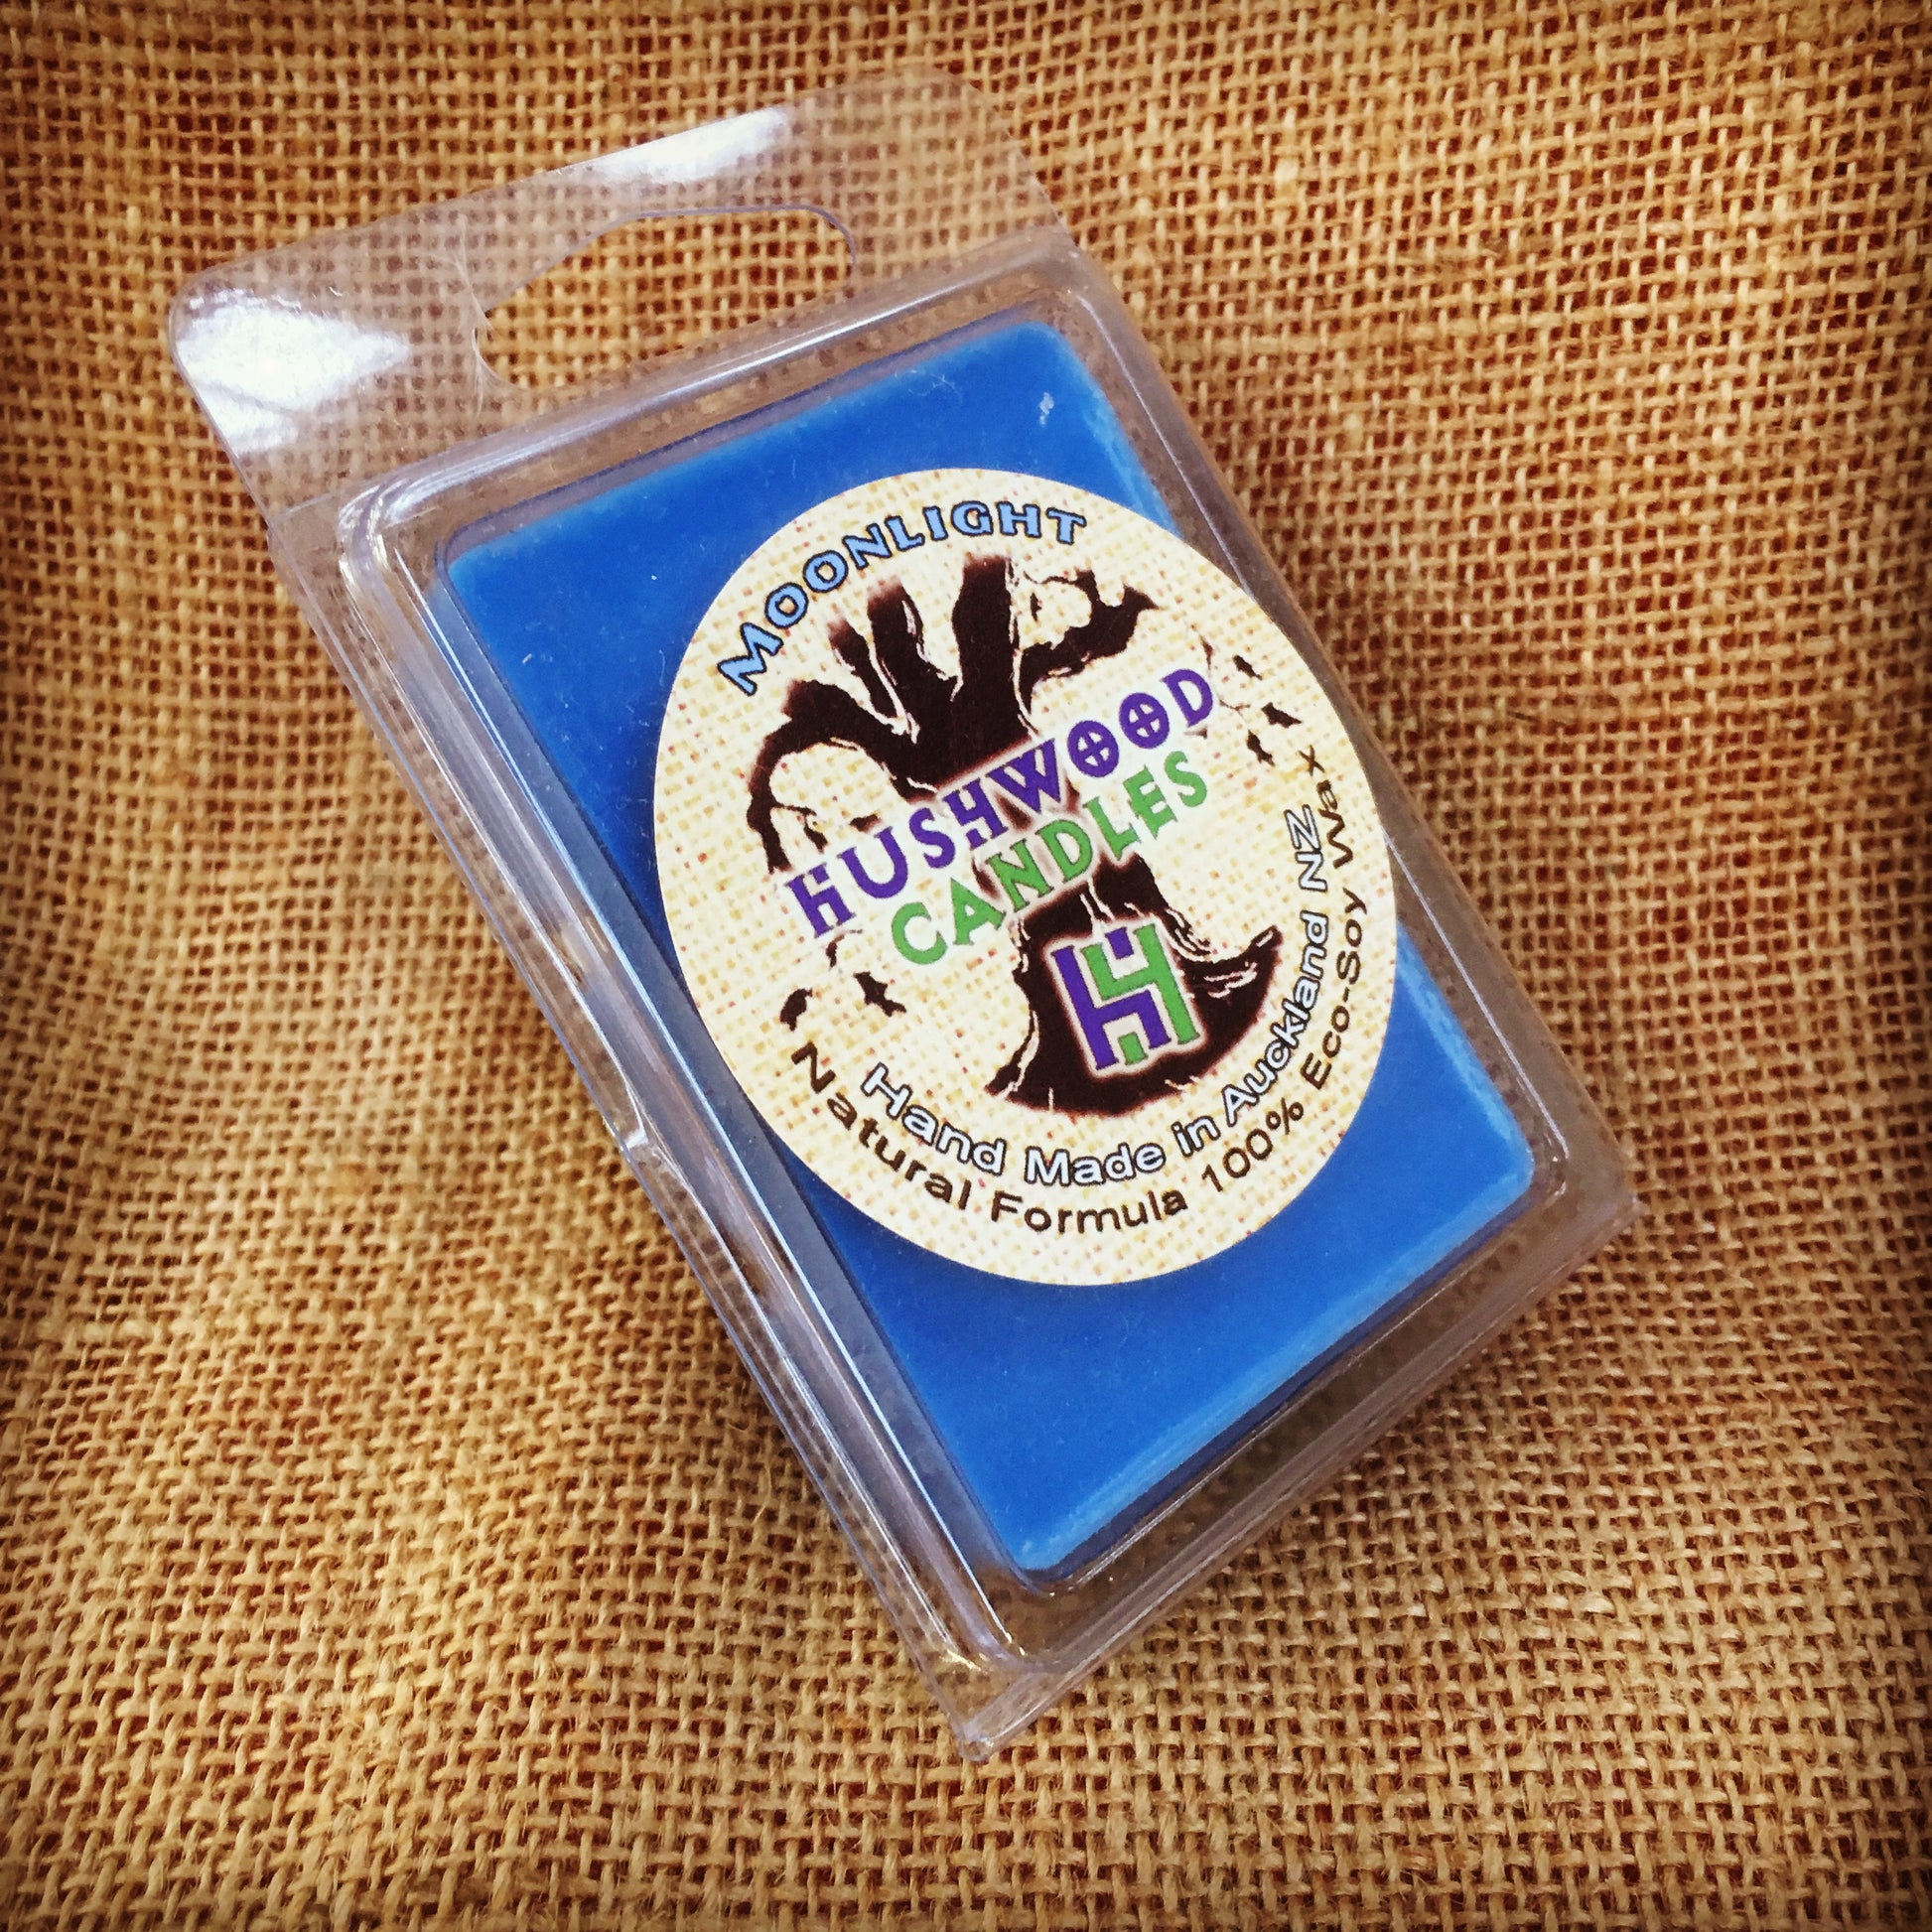 MOONLIGHT
HUSHWOOD
CANDLES
H
Hand Made in Auckland NZ
Natural Formula 100% Eco-Soy Wax